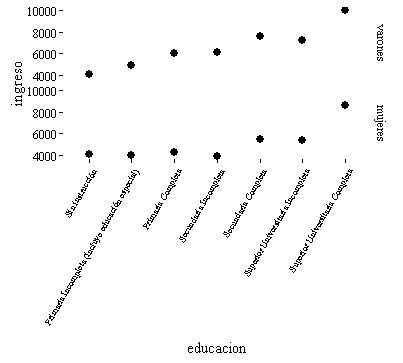 10000
8000
6000
4000
varones
10000
8000
6000
4000
mujeres
ingreso
Sin instrucción
Primaria Incompleta (Incluye educación especial)
Primaria Completa
Secundaria Incompleta
Secundaria Completa
Superior Universitaria Incompleta
Superior Universitaria Completa
educacion